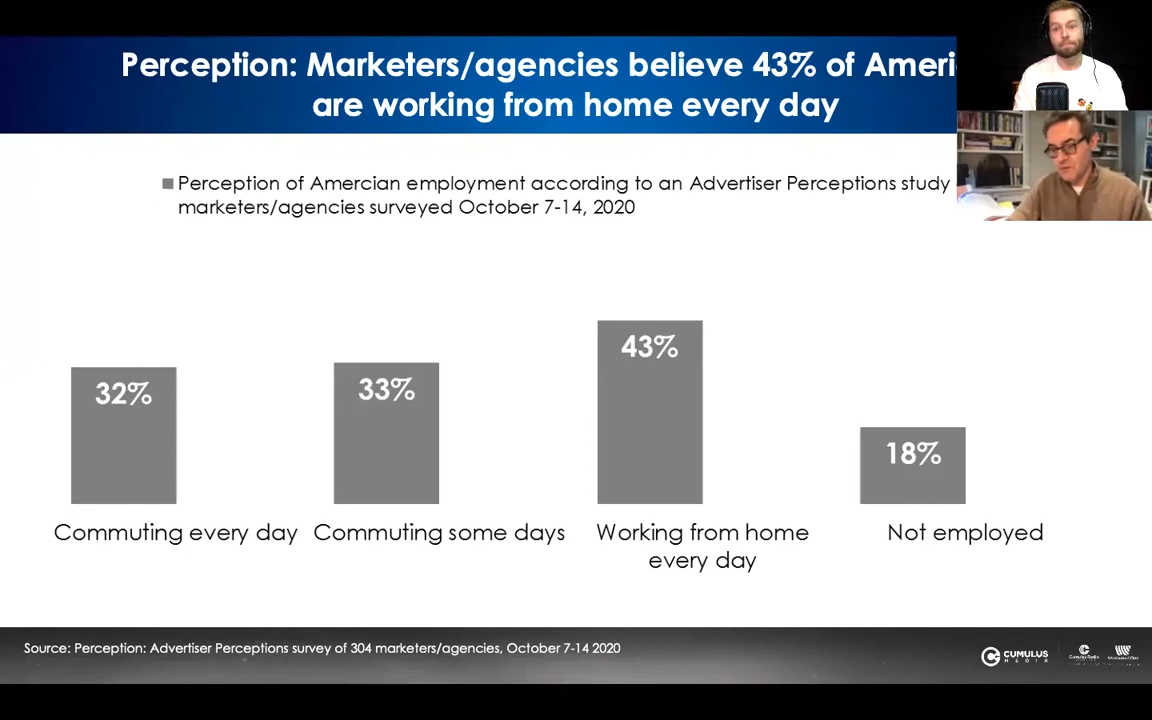 Perception: Marketers/agencies believe 43% of Ameri
are working from home every day
Perception of Amercian employment according to an Advertiser Perceptions study
marketers/agencies surveyed October 7-14, 2020
32%
33%
43%
18%
Commuting every day
Commuting some days
Working from home
every day
Not employed
Source: Perception: Advertiser Perceptions survey of 304 marketers/agencies, October 7-14 2020
CUMULUS
MEDIA